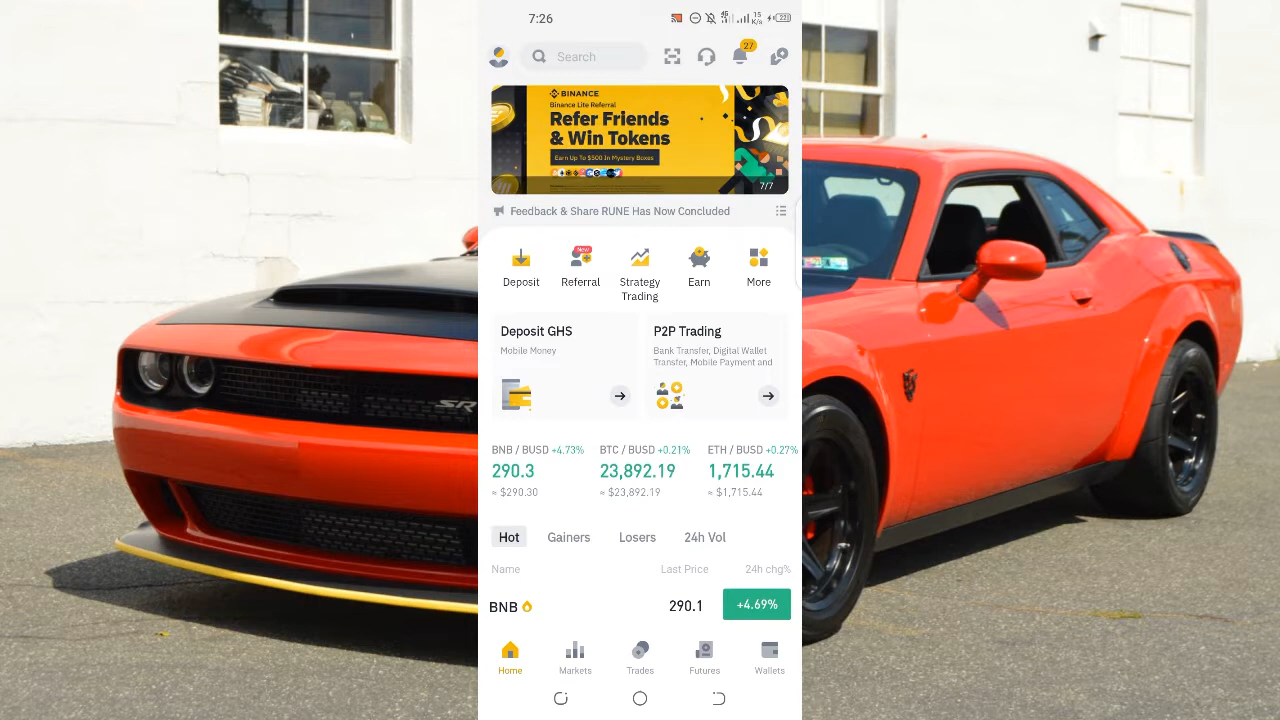 7:26
4G
15
K/s
22
Search
27
BINANCE
Binance Lite Referral
Refer Friends
& Win Tokens
Earn Up To $500 In Mystery Boxes
7/7
Feedback & Share RUNE Has Now Concluded
New
Deposit
Referral
Strategy
Trading
Earn
More
Deposit GHS
Mobile Money
P2P Trading
Bank Transfer, Digital Wallet
Transfer, Mobile Payment and
BNB / BUSD +4.73%
BTC / BUSD +0.21%
ETH / BUSD +0.27%
290.3
23,892.19
1,715.44
≈ $290.30
≈ $23,892.19
≈ $1,715.44
Hot
Gainers
Losers
24h Vol
Name
Last Price
24h chg%
BNB
290.1
+4.69%
Home
Markets
Trades
Futures
Wallets
SR